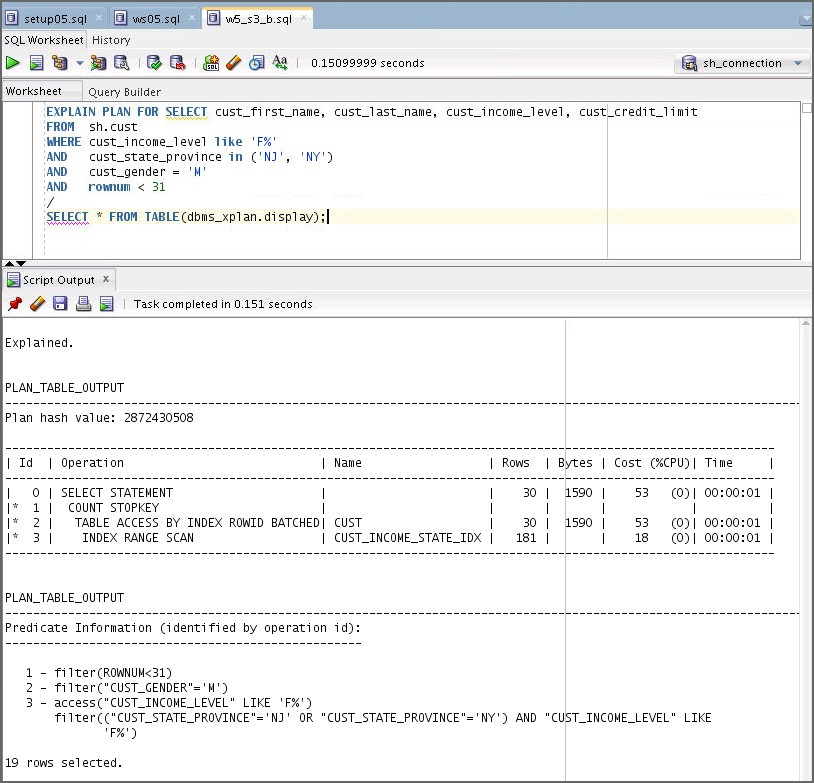 setup05.sql ws05.sql w5_s3_b.sql
SQL Worksheet History
0.15099999 seconds sh_connection
Worksheet Query Builder
EXPLAIN PLAN FOR SELECT cust_first_name, cust_last_name, cust_income_level, cust_credit_limit
FROM sh.cust
WHERE cust_income_level like 'F%'
AND cust_state_province in ('NJ', 'NY')
AND cust_gender = 'M'
AND rownum < 31
/
SELECT * FROM TABLE(dbms_xplan.display);
Script Output x
Task completed in 0.151 seconds
Explained.
PLAN_TABLE_OUTPUT
--------------------------------------------------------------------------------
Plan hash value: 2872430508
--------------------------------------------------------------------------------
| Id | Operation | Name | Rows | Bytes | Cost (%CPU)| Time |
--------------------------------------------------------------------------------
| 0 | SELECT STATEMENT | | 30 | 1590 | 53 (0)| 00:00:01 |
|* 1 | COUNT STOPKEY | | | | | |
|* 2 | TABLE ACCESS BY INDEX ROWID BATCHED| CUST | 30 | 1590 | 53 (0)| 00:00:01 |
|* 3 | INDEX RANGE SCAN | CUST_INCOME_STATE_IDX | 181 | | 18 (0)| 00:00:01 |
--------------------------------------------------------------------------------
PLAN_TABLE_OUTPUT
--------------------------------------------------------------------------------
Predicate Information (identified by operation id):
---------------------------------------------------
1 - filter(ROWNUM<31)
2 - filter("CUST_GENDER"='M')
3 - access("CUST_INCOME_LEVEL" LIKE 'F%')
filter(("CUST_STATE_PROVINCE"='NJ' OR "CUST_STATE_PROVINCE"='NY') AND "CUST_INCOME_LEVEL" LIKE
'F%')
19 rows selected.